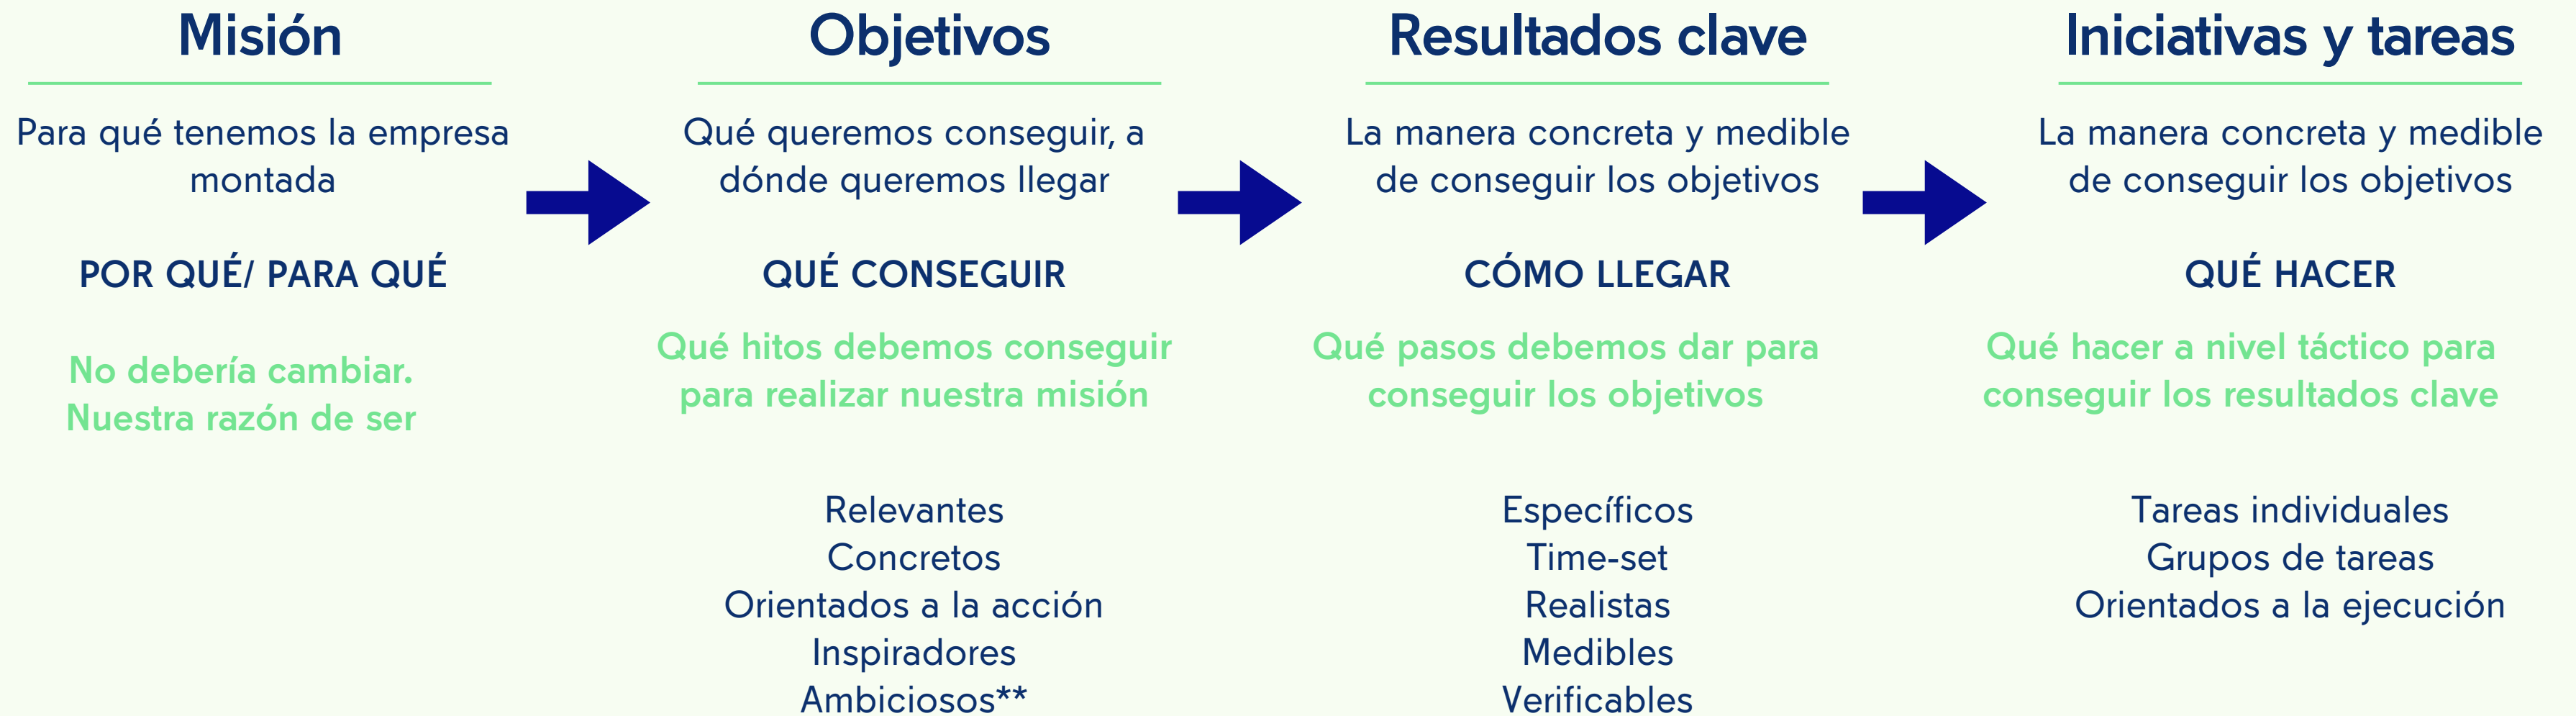 Misión
Para qué tenemos la empresa
montada
POR QUÉ/ PARA QUÉ
No debería cambiar.
Nuestra razón de ser
Objetivos
Qué queremos conseguir, a
dónde queremos llegar
QUÉ CONSEGUIR
Qué hitos debemos conseguir
para realizar nuestra misión
Relevantes
Concretos
Orientados a la acción
Inspiradores
Ambiciosos**
Resultados clave
La manera concreta y medible
de conseguir los objetivos
CÓMO LLEGAR
Qué pasos debemos dar para
conseguir los objetivos
Específicos
Time-set
Realistas
Medibles
Verificables
Iniciativas y tareas
La manera concreta y medible
de conseguir los objetivos
QUÉ HACER
Qué hacer a nivel táctico para
conseguir los resultados clave
Tareas individuales
Grupos de tareas
Orientados a la ejecución